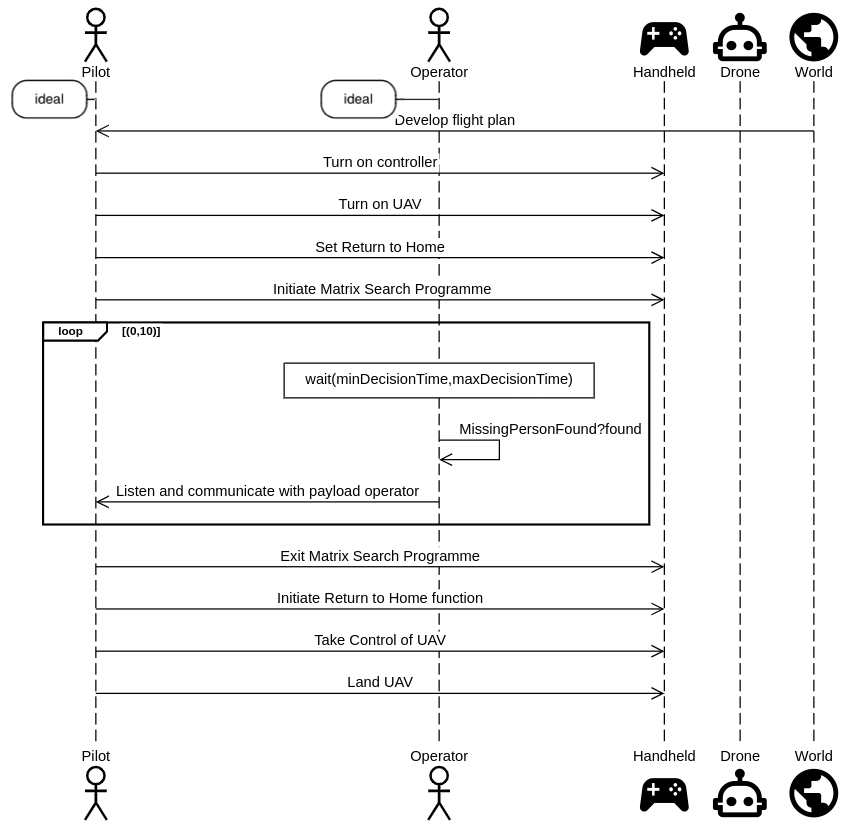 Pilot
Operator
Handheld
Drone
World
ideal
ideal
Develop flight plan
Turn on controller
Turn on UAV
Set Return to Home
Initiate Matrix Search Programme
loop
[(0,10)]
wait(minDecisionTime,maxDecisionTime)
MissingPersonFound?found
Listen and communicate with payload operator
Exit Matrix Search Programme
Initiate Return to Home function
Take Control of UAV
Land UAV
Pilot
Operator
Handheld
Drone
World